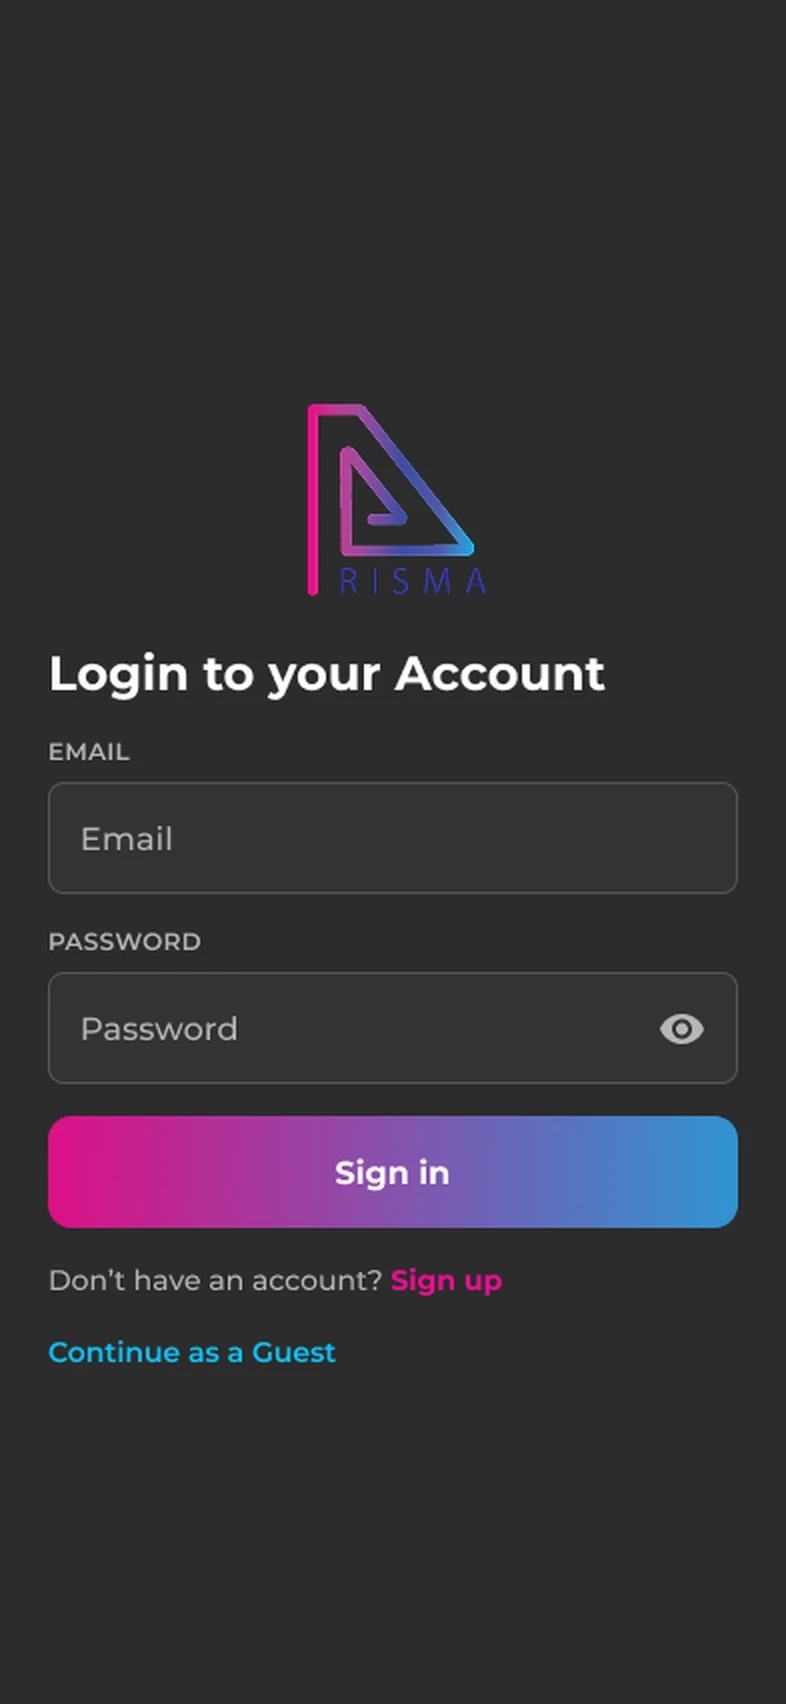 RISMA
Login to your Account
EMAIL
Email
PASSWORD
Password
Sign in
Don’t have an account? Sign up
Continue as a Guest